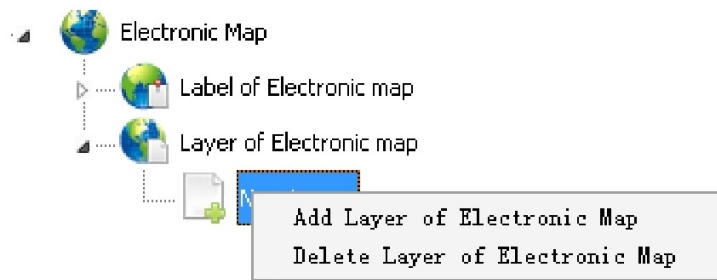 Electronic Map
Label of Electronic map
Layer of Electronic map
Add Layer of Electronic Map
Delete Layer of Electronic Map